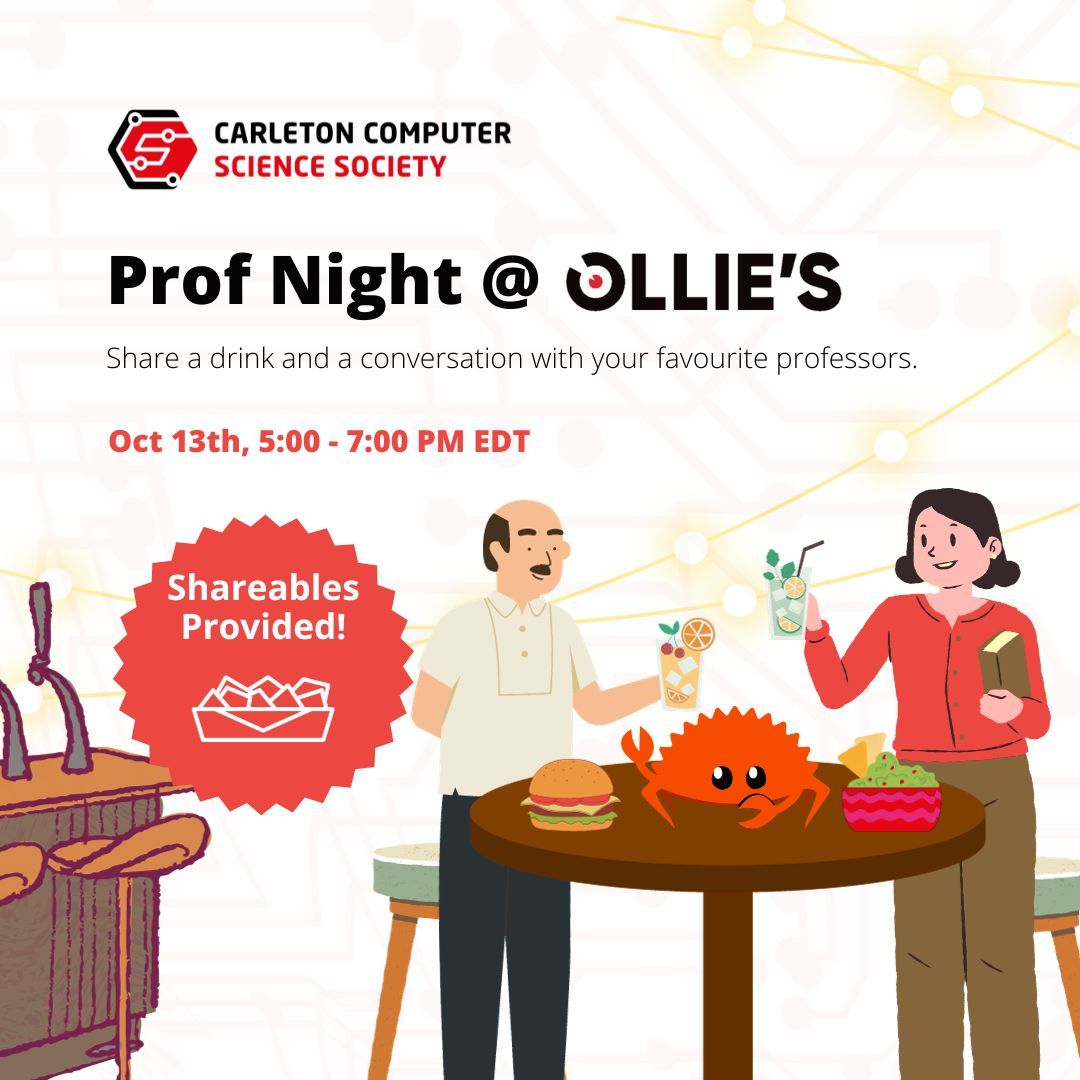 CARLETON COMPUTER
SCIENCE SOCIETY
Prof Night @ OLLIE'S
Share a drink and a conversation with your favourite professors.
Oct 13th, 5:00 - 7:00 PM EDT
Shareables
Provided!